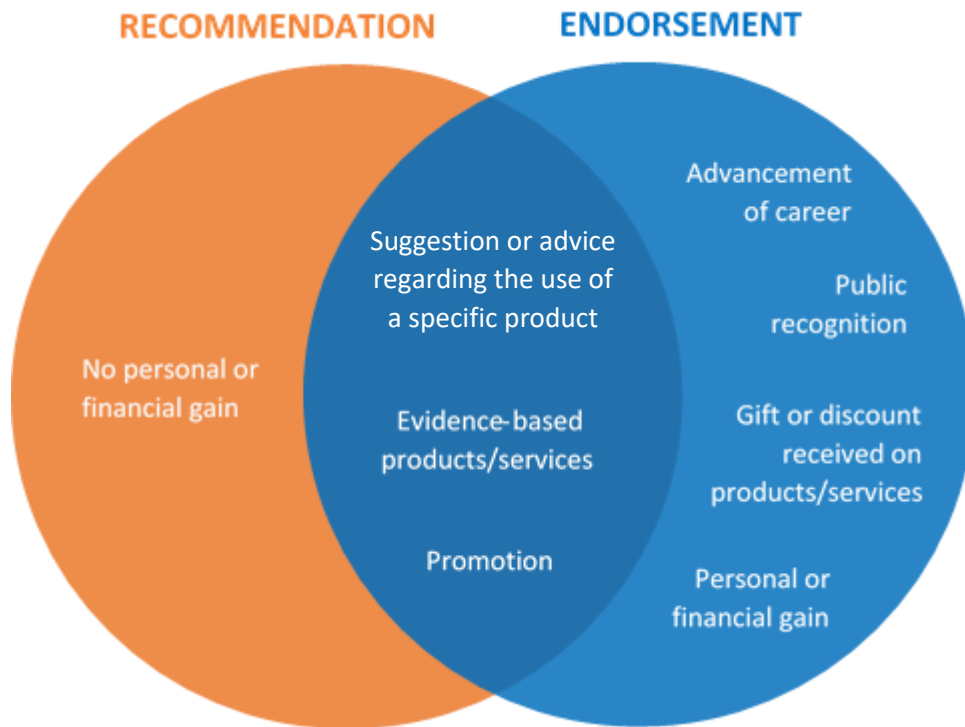 RECOMMENDATION
ENDORSEMENT
No personal or
financial gain
Suggestion or advice
regarding the use of
a specific product
Evidence-based
products/services
Promotion
Advancement
of career
Public
recognition
Gift or discount
received on
products/services
Personal or
financial gain